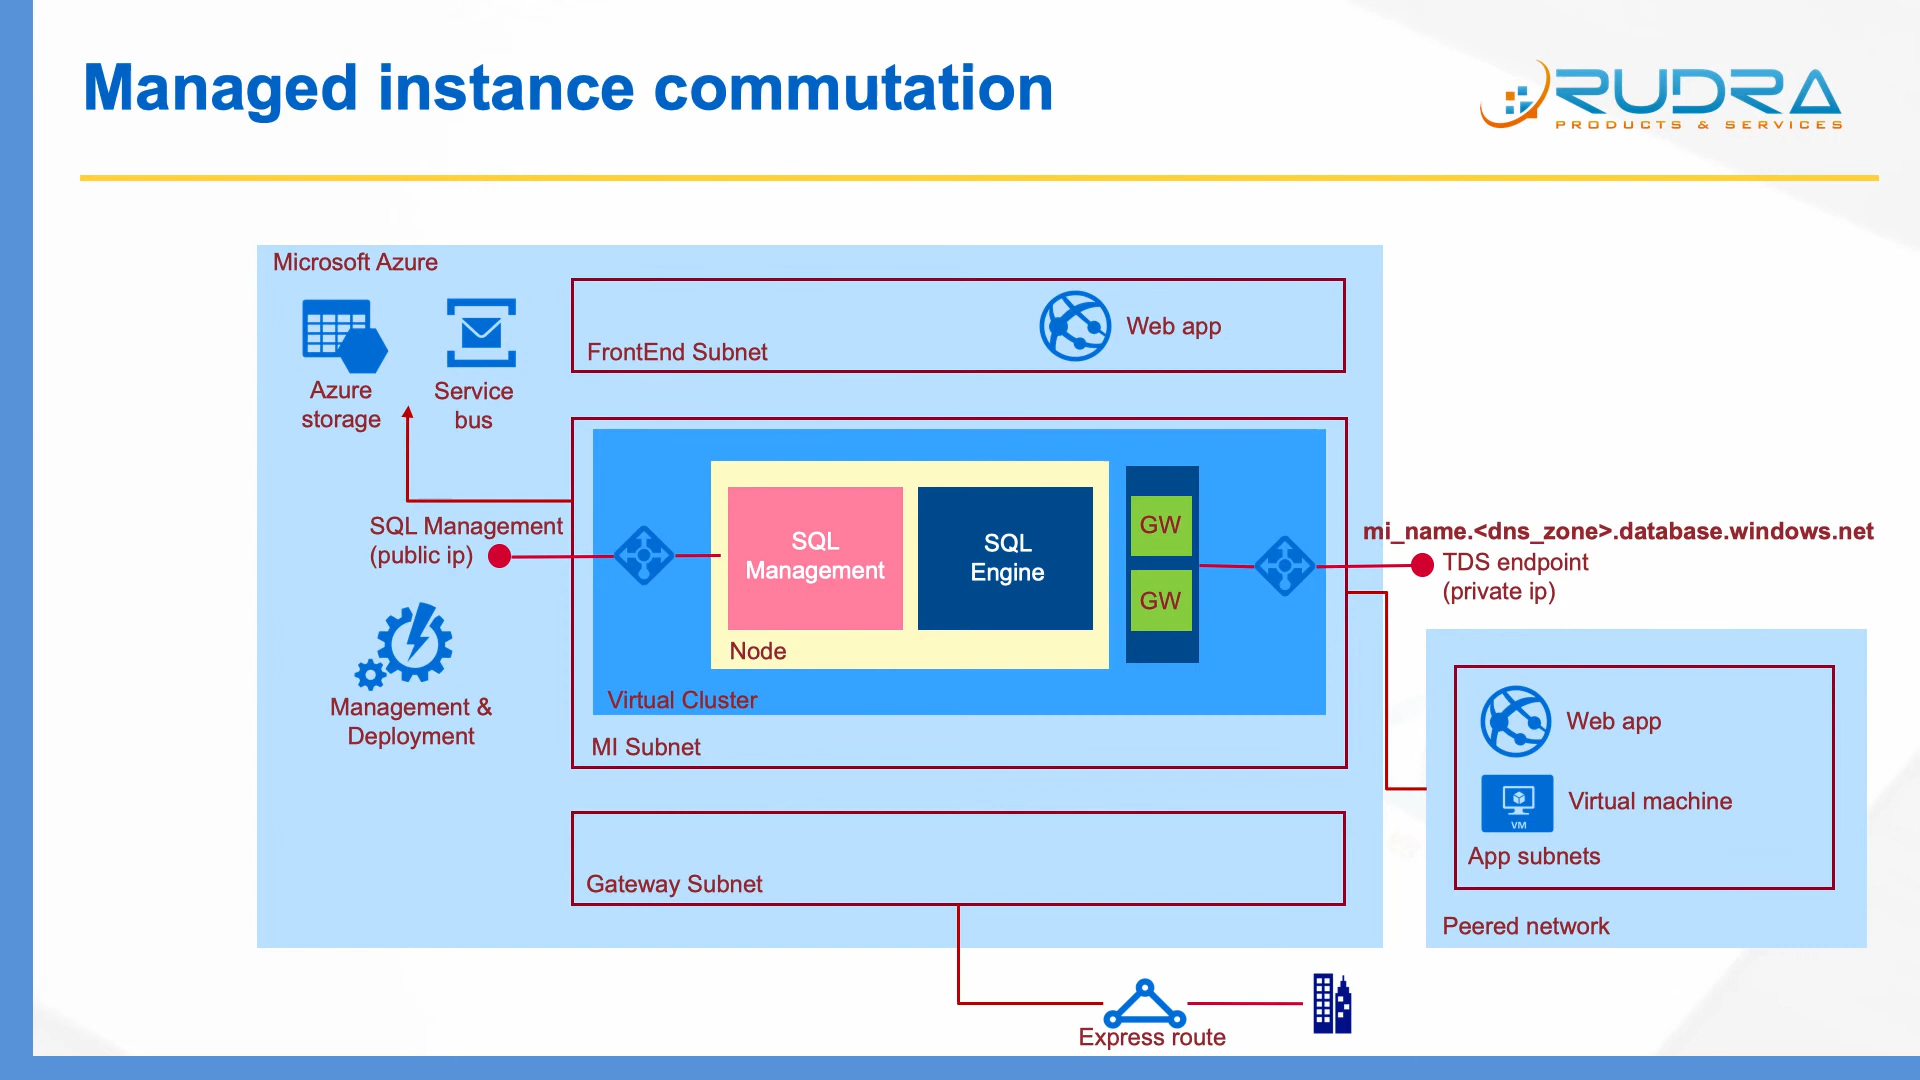 Managed instance commutation
RUDRA
PRODUCTS & SERVICES
Microsoft Azure
Azure
storage
Service
bus
FrontEnd Subnet
Web app
SQL Management
(public ip)
SQL
Management
SQL
Engine
GW
GW
Node
Virtual Cluster
MI Subnet
mi_name.<dns_zone>.database.windows.net
TDS endpoint
(private ip)
Management &
Deployment
Web app
VM
Virtual machine
App subnets
Peered network
Gateway Subnet
Express route